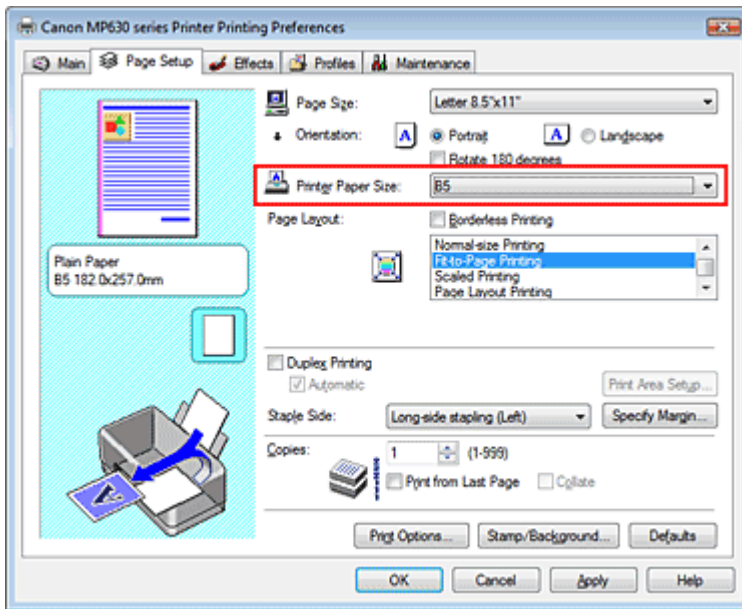 Canon MP630 series Printer Printing Preferences
Main Page Setup Effects Profiles Maintenance
Page Size: Letter 8.5"x11"
Orientation: A Portrait A Landscape
Rotate 180 degrees
Printer Paper Size: B5
Page Layout: Borderless Printing
Normal-size Printing
Fit-to-Page Printing
Scaled Printing
Page Layout Printing
Plain Paper
B5 182.0x257.0mm
Duplex Printing
Automatic Print Area Setup...
Staple Side: Long-side stapling (Left) Specify Margin...
Copies: 1 (1-999)
Print from Last Page Collate
Print Options... Stamp/Background... Defaults
OK Cancel Apply Help